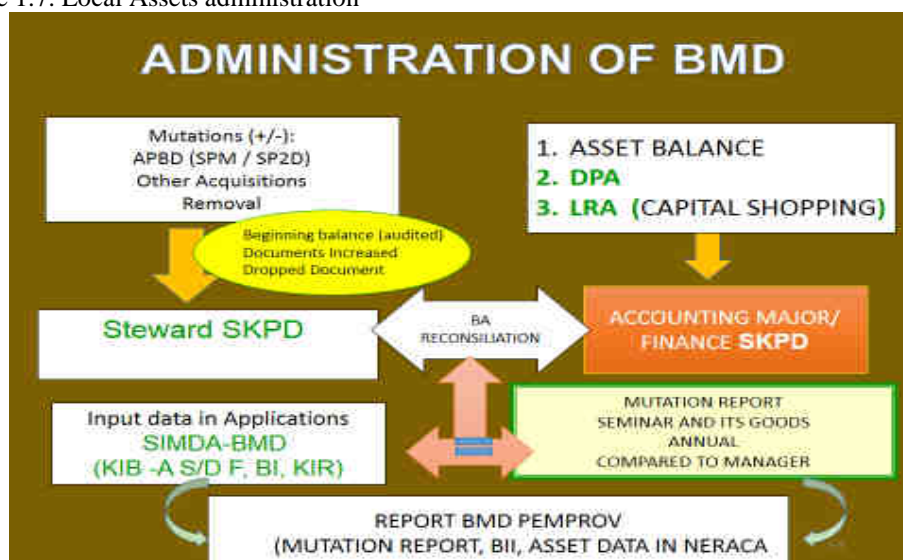 e 1.7. Local Assets administration
ADMINISTRATION OF BMD
Mutations (+/-):
APBD (SPM / SP2D)
Other Acquisitions
Removal
1. ASSET BALANCE
2. DPA
3. LRA (CAPITAL SHOPPING)
Beginning balance (audited)
Documents Increased
Dropped Document
Steward SKPD
BA
RECONSILIATION
ACCOUNTING MAJOR/
FINANCE SKPD
Input data in Applications
SIMDA-BMD
(KIB -A S/D F, BI, KIR)
MUTATION REPORT
SEMINAR AND ITS GOODS
ANNUAL
COMPARED TO MANAGER
REPORT BMD PEMPROV
(MUTATION REPORT, BII, ASSET DATA IN NERACA